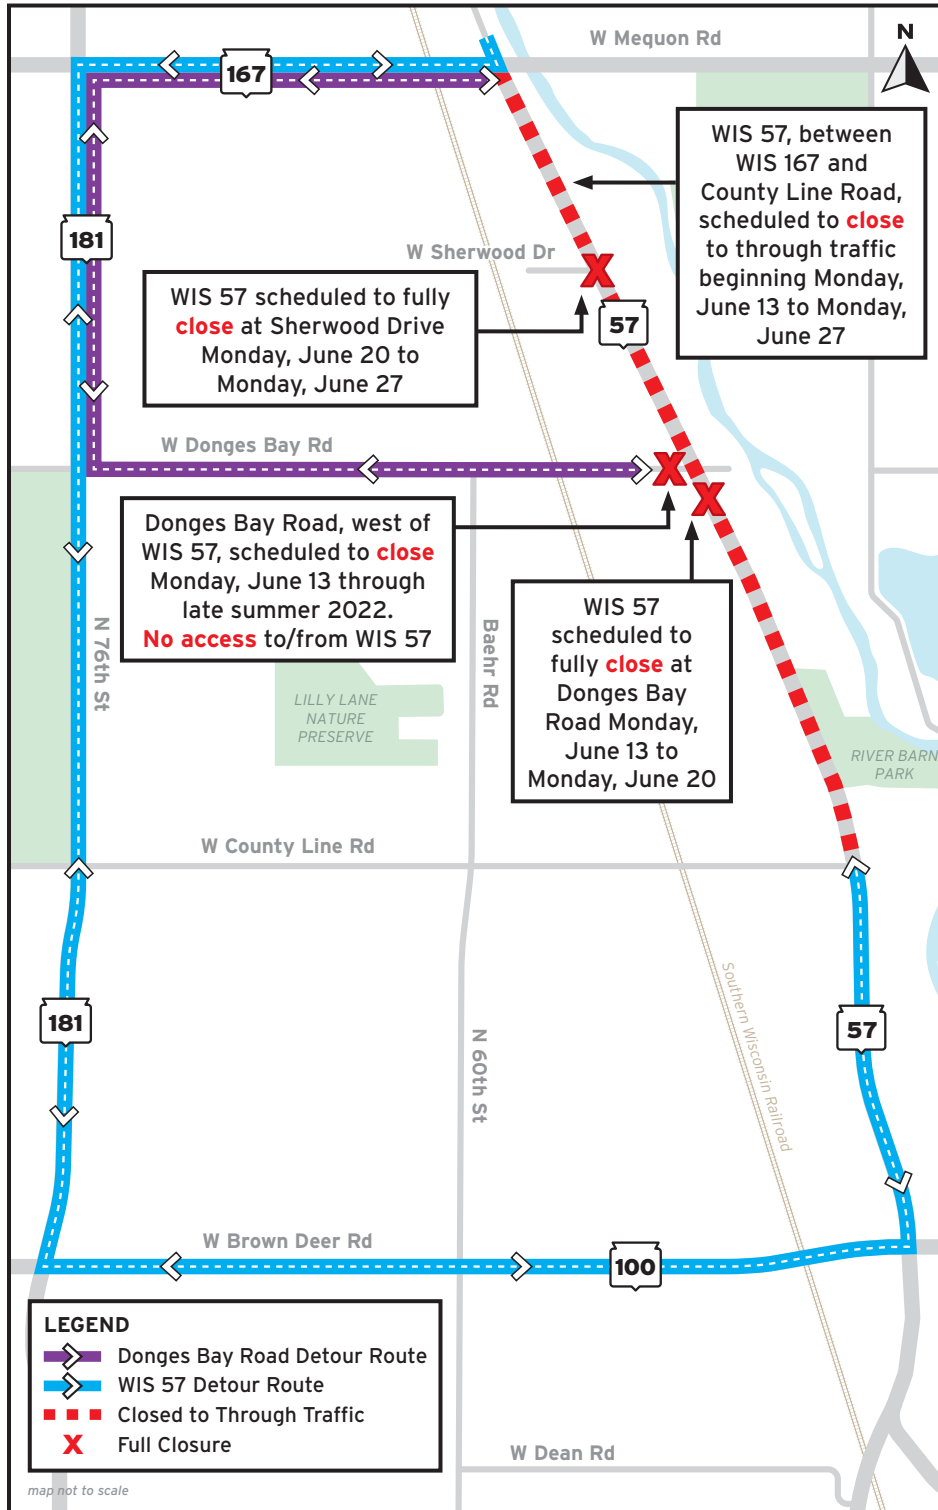 W Mequon Rd
N
167
WIS 57, between
WIS 167 and
County Line Road,
scheduled to close
to through traffic
beginning Monday,
June 13 to Monday,
June 27
181
W Sherwood Dr
WIS 57 scheduled to fully
close at Sherwood Drive
Monday, June 20 to
Monday, June 27
57
W Donges Bay Rd
Donges Bay Road, west of
WIS 57, scheduled to close
Monday, June 13 through
late summer 2022.
No access to/from WIS 57
WIS 57
scheduled to
fully close at
Donges Bay
Road Monday,
June 13 to
Monday, June 20
N 76th St
Baehr Rd
LILLY LANE
NATURE
PRESERVE
RIVER BARN
PARK
W County Line Rd
181
Southern Wisconsin Railroad
57
N 60th St
W Brown Deer Rd
100
LEGEND
Donges Bay Road Detour Route
WIS 57 Detour Route
Closed to Through Traffic
X Full Closure
W Dean Rd
map not to scale